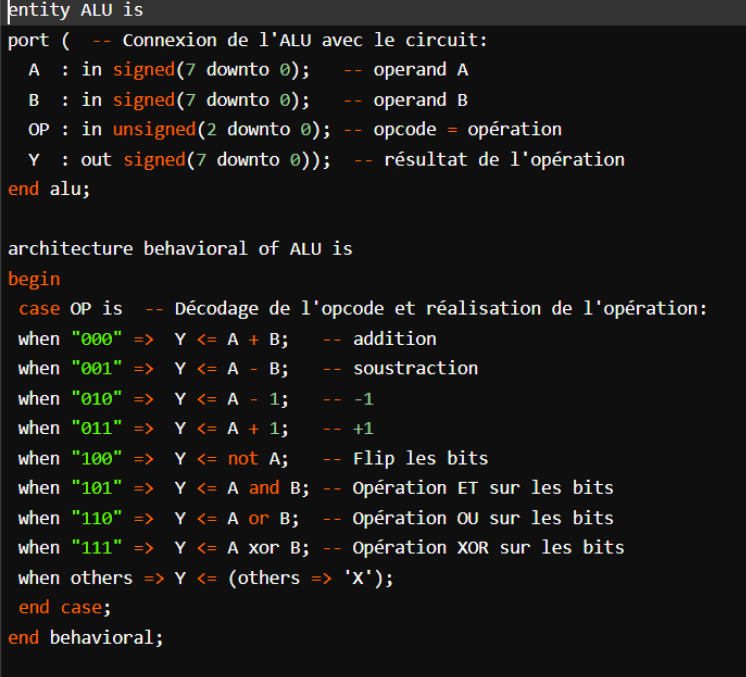 entity ALU is
port (  -- Connexion de l'ALU avec le circuit:
  A  : in signed(7 downto 0);   -- operand A
  B  : in signed(7 downto 0);   -- operand B
  OP : in unsigned(2 downto 0); -- opcode = opération
  Y  : out signed(7 downto 0));  -- résultat de l'opération
end alu;

architecture behavioral of ALU is
begin
 case OP is  -- Décodage de l'opcode et réalisation de l'opération:
 when "000" =>  Y <= A + B;   -- addition
 when "001" =>  Y <= A - B;   -- soustraction
 when "010" =>  Y <= A - 1;   -- -1
 when "011" =>  Y <= A + 1;   -- +1
 when "100" =>  Y <= not A;   -- Flip les bits
 when "101" =>  Y <= A and B; -- Opération ET sur les bits
 when "110" =>  Y <= A or B;  -- Opération OU sur les bits
 when "111" =>  Y <= A xor B; -- Opération XOR sur les bits
 when others => Y <= (others => 'X');
 end case;
end behavioral;